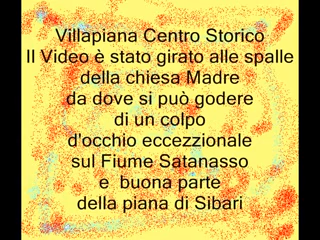 Villapiana Centro Storico
Il Video è stato girato alle spalle
della chiesa Madre
da dove si può godere
di un colpo
d'occhio eccezzionale
sul Fiume Satanasso
e buona parte
della piana di Sibari